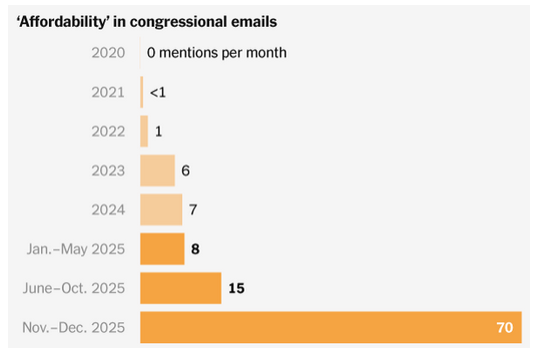 ‘Affordability’ in congressional emails
2020 0 mentions per month
2021 <1
2022 1
2023 6
2024 7
Jan.–May 2025 8
June–Oct. 2025 15
Nov.–Dec. 2025 70